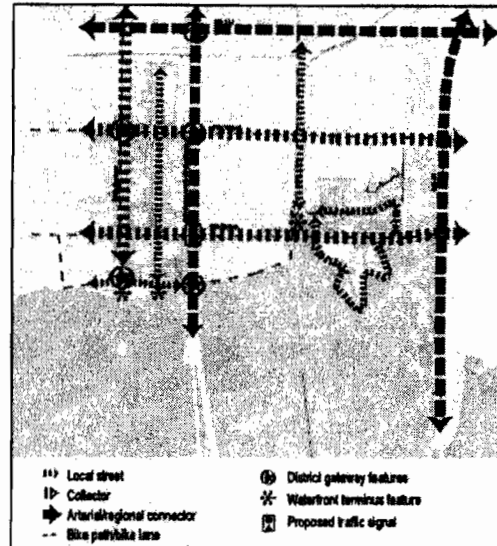 Local street
Collector
Arterial/regional connector
Bike path/bike lane
District gateway features
Waterfront terminus feature
Proposed traffic signal